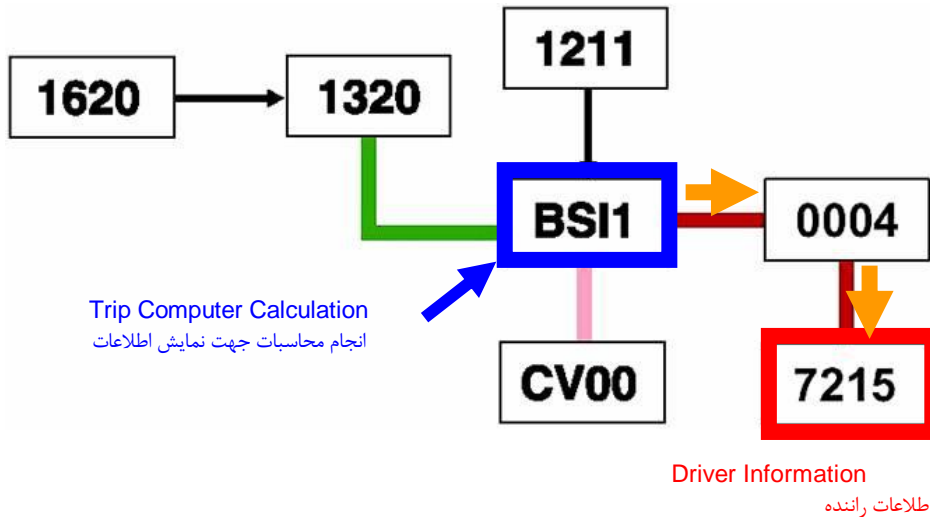 1211
1620
1320
BSI1
0004
Trip Computer Calculation
انجام محاسبات جهت نمایش اطلاعات
CV00
7215
Driver Information
طلاعات راننده